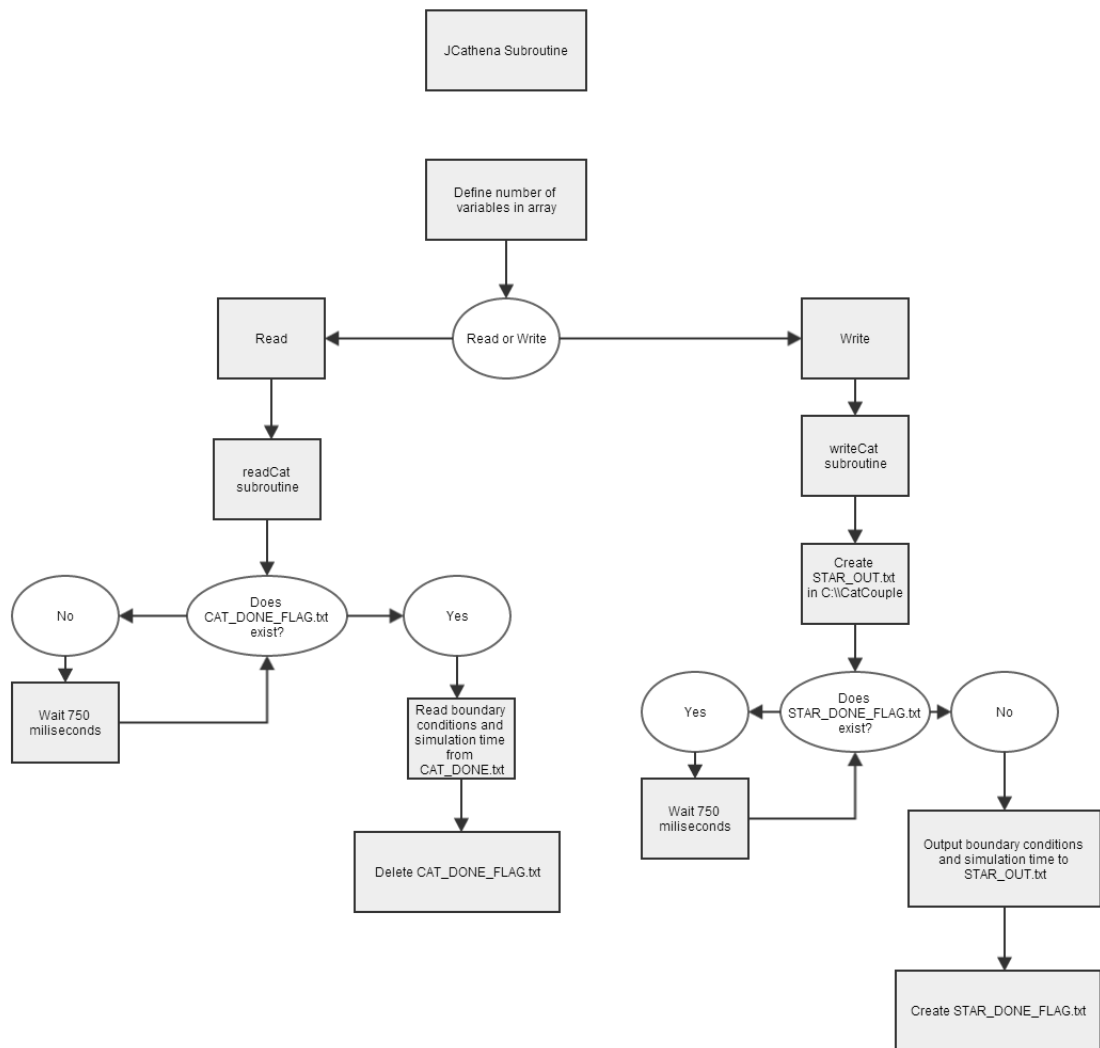 JCathena Subroutine
Define number of
variables in array
Read
Read or Write
Write
readCat
subroutine
writeCat
subroutine
Create
STAR_OUT.txt
in C:\\CatCouple
No
Does
CAT_DONE_FLAG.txt
exist?
Yes
Wait 750
miliseconds
Read boundary
conditions and
simulation time
from
CAT_DONE.txt
Delete CAT_DONE_FLAG.txt
Yes
Does
STAR_DONE_FLAG.txt
exist?
No
Wait 750
miliseconds
Output boundary conditions
and simulation time to
STAR_OUT.txt
Create STAR_DONE_FLAG.txt